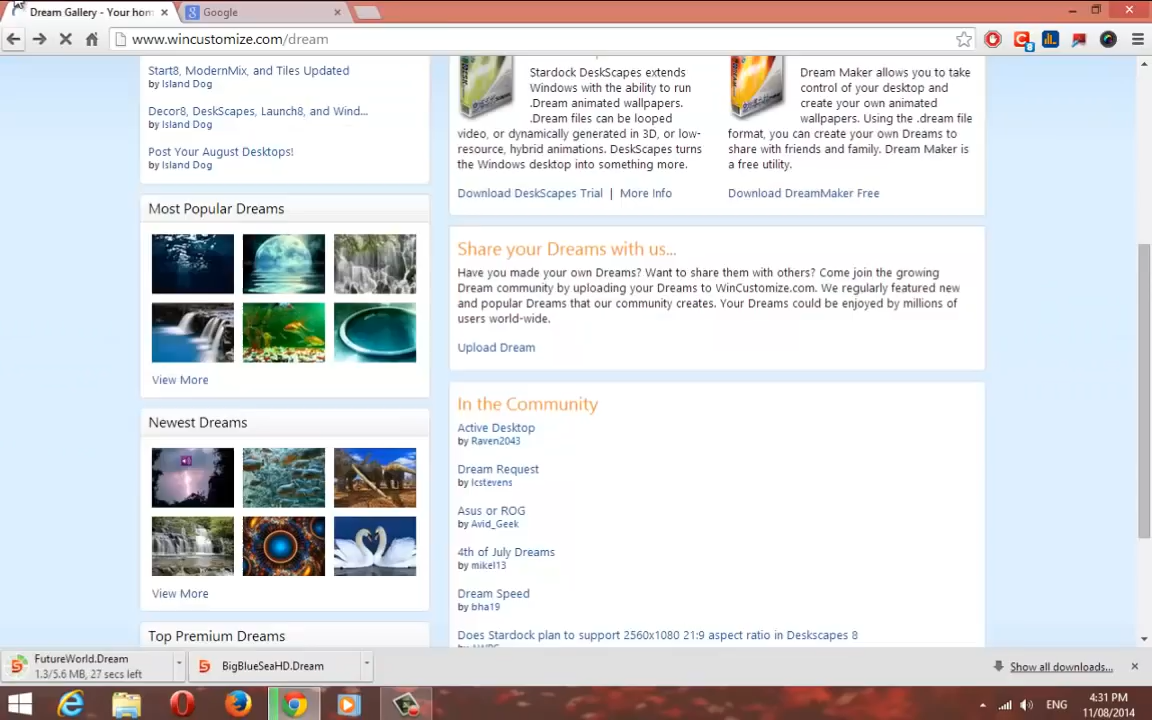 Dream Gallery - Your hom
Google
www.wincustomize.com/dream
Start8, ModernMix, and Tiles Updated
by Island Dog
Decor8, DeskScapes, Launch8, and Wind...
by Island Dog
Post Your August Desktops!
by Island Dog
Most Popular Dreams
View More
Newest Dreams
View More
Top Premium Dreams
Stardock DeskScapes extends
Windows with the ability to run
.Dream animated wallpapers.
.Dream files can be looped
video, or dynamically generated in 3D, or low-
resource, hybrid animations. DeskScapes turns
the Windows desktop into something more.
Download DeskScapes Trial | More Info
Dream Maker allows you to take
control of your desktop and
create your own animated
wallpapers. Using the .dream file
format, you can create your own Dreams to
share with friends and family. Dream Maker is
a free utility.
Download DreamMaker Free
Share your Dreams with us...
Have you made your own Dreams? Want to share them with others? Come join the growing
Dream community by uploading your Dreams to WinCustomize.com. We regularly featured new
and popular Dreams that our community creates. Your Dreams could be enjoyed by millions of
users world-wide.
Upload Dream
In the Community
Active Desktop
by Raven2043
Dream Request
by lcstevens
Asus or ROG
by Avid_Geek
4th of July Dreams
by mikel13
Dream Speed
by bha19
Does Stardock plan to support 2560x1080 21:9 aspect ratio in Deskscapes 8
FutureWorld.Dream
1.3/5.6 MB, 27 secs left
BigBlueSeaHD.Dream
Show all downloads...
ENG
4:31 PM
11/08/2014